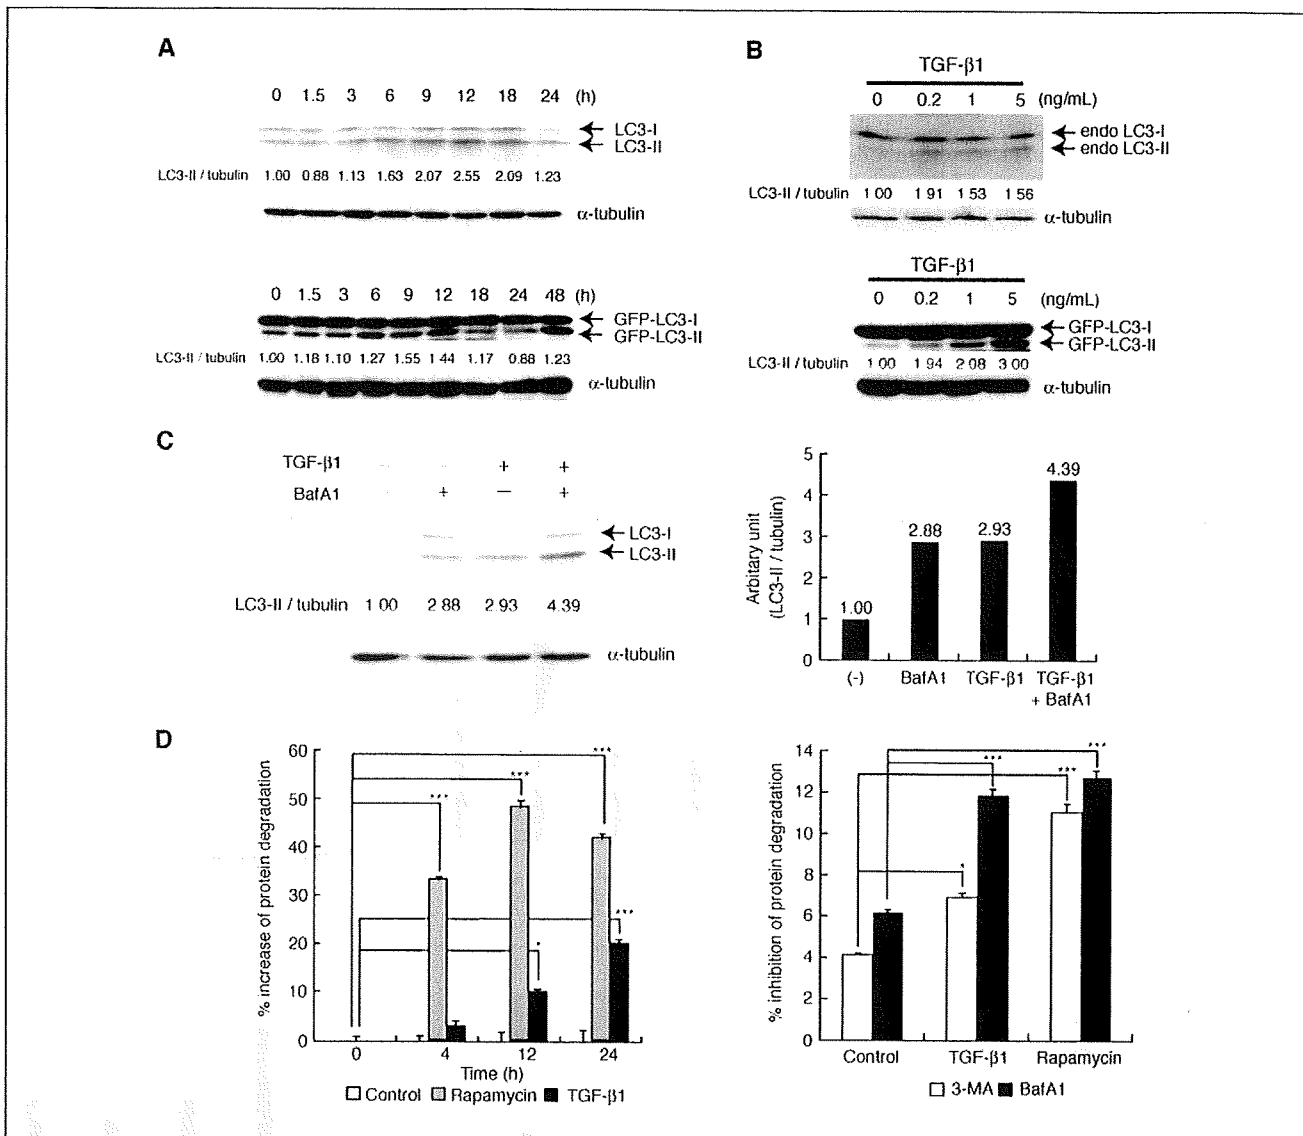 A
0 1.5 3 6 9 12 18 24 (h)
LC3-I
LC3-II
LC3-II / tubulin 1.00 0.88 1.13 1.63 2.07 2.55 2.09 1.23
α-tubulin
0 1.5 3 6 9 12 18 24 48 (h)
GFP-LC3-I
GFP-LC3-II
LC3-II / tubulin 1.00 1.18 1.10 1.27 1.55 1.44 1.17 0.88 1.23
α-tubulin
B
TGF-β1
0 0.2 1 5 (ng/mL)
endo LC3-I
endo LC3-II
LC3-II / tubulin 1 00 1 91 1 53 1 56
α-tubulin
TGF-β1
0 0.2 1 5 (ng/mL)
GFP-LC3-I
GFP-LC3-II
LC3-II / tubulin 1 00 1 94 2 08 3 00
α-tubulin
C
TGF-β1 - - + +
BafA1 - + — +
LC3-I
LC3-II
LC3-II / tubulin 1 00 2.88 2.93 4.39
α-tubulin
Arbitary unit
(LC3-II / tubulin)
5
4
3
2
1
0
1.00
2.88
2.93
4.39
(-) BafA1 TGF-β1 TGF-β1
+ BafA1
D
% increase of protein degradation
60
50
40
30
20
10
0
*** *** *** * ***
0 4 12 24
Time (h)
Control Rapamycin TGF-β1
% inhibition of protein degradation
14
12
10
8
6
4
2
0
* *** *** ***
Control TGF-β1 Rapamycin
3-MA BafA1